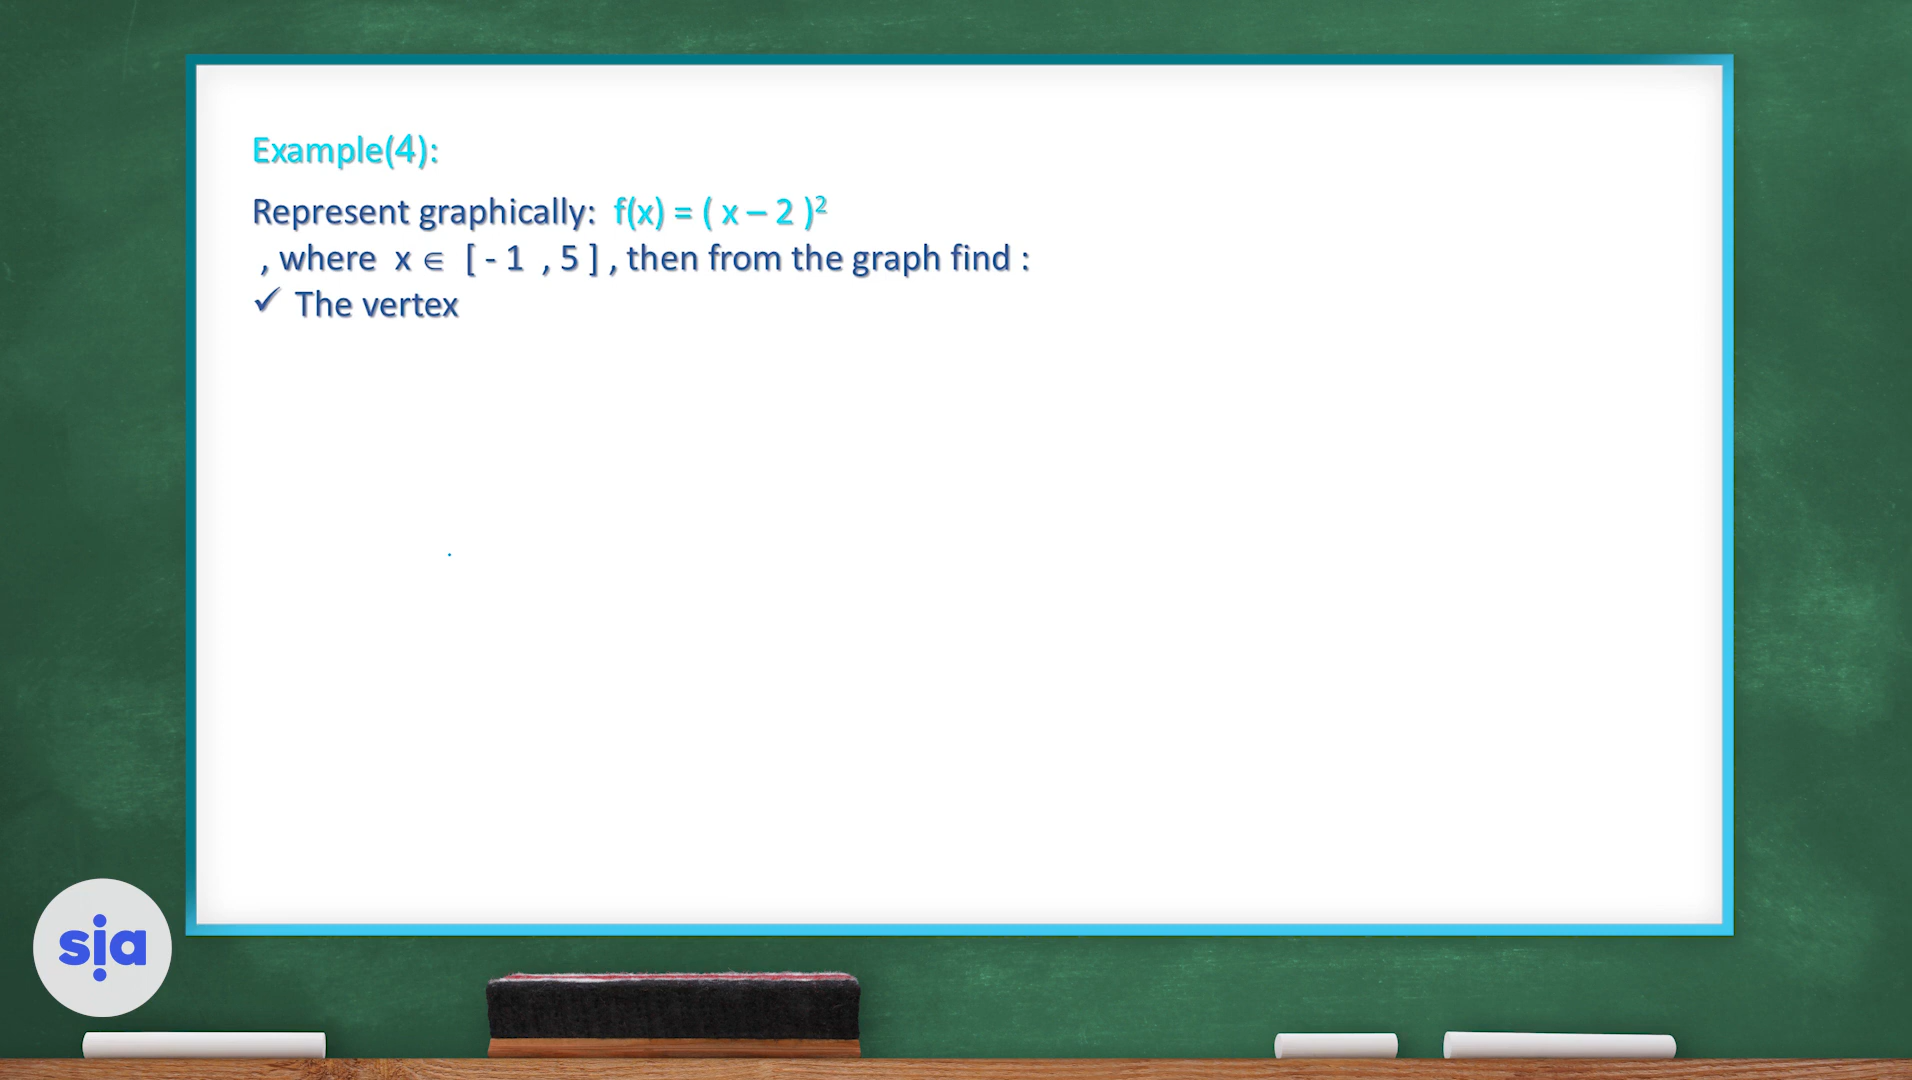 Example(4):
Represent graphically: f(x) = ( x – 2 )²
, where x ∈ [ - 1 , 5 ] , then from the graph find :
✓ The vertex
sia